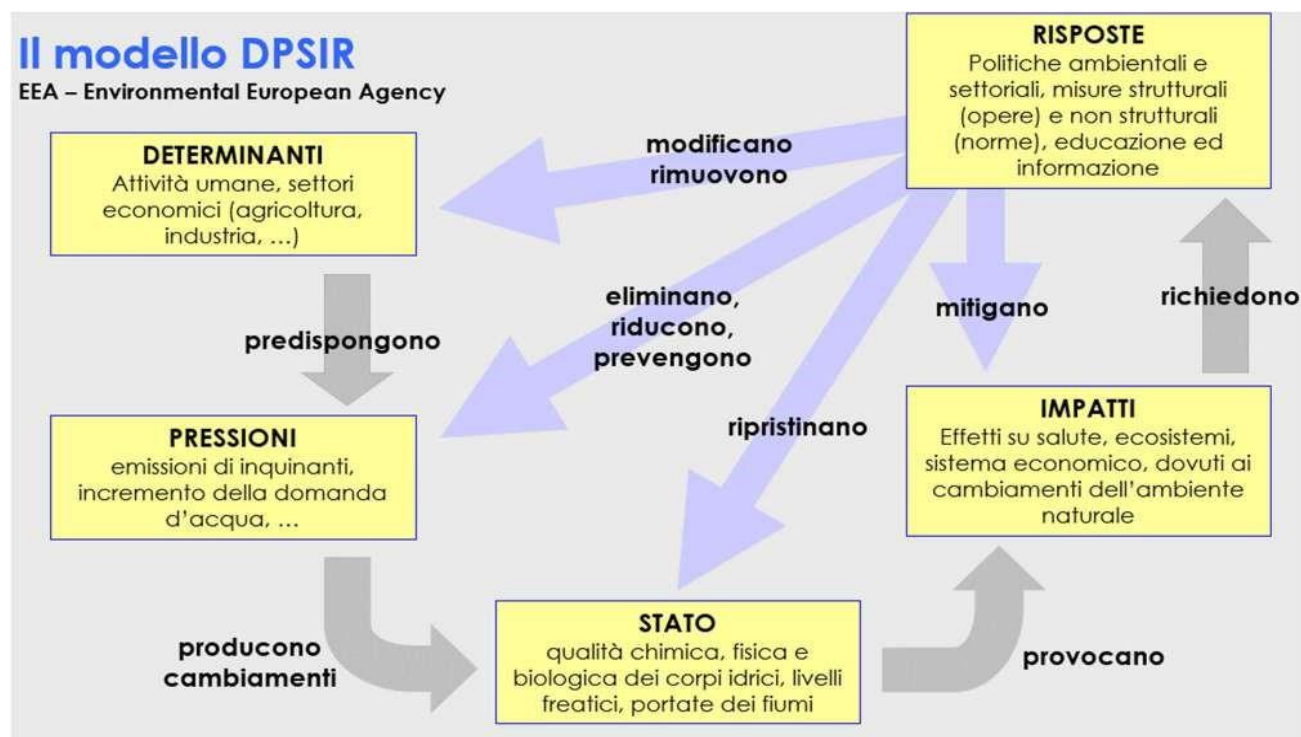 Il modello DPSIR
EEA – Environmental European Agency
RISPOSTE
Politiche ambientali e
settoriali, misure strutturali
(opere) e non strutturali
(norme), educazione ed
informazione
DETERMINANTI
Attività umane, settori
economici (agricoltura,
industria, …)
modificano
rimuovono
predispongono
eliminano,
riducono,
prevengono
mitigano
richiedono
PRESSIONI
emissioni di inquinanti,
incremento della domanda
d’acqua, …
ripristinano
IMPATTI
Effetti su salute, ecosistemi,
sistema economico, dovuti ai
cambiamenti dell’ambiente
naturale
producono
cambiamenti
STATO
qualità chimica, fisica e
biologica dei corpi idrici, livelli
freatici, portate dei fiumi
provocano